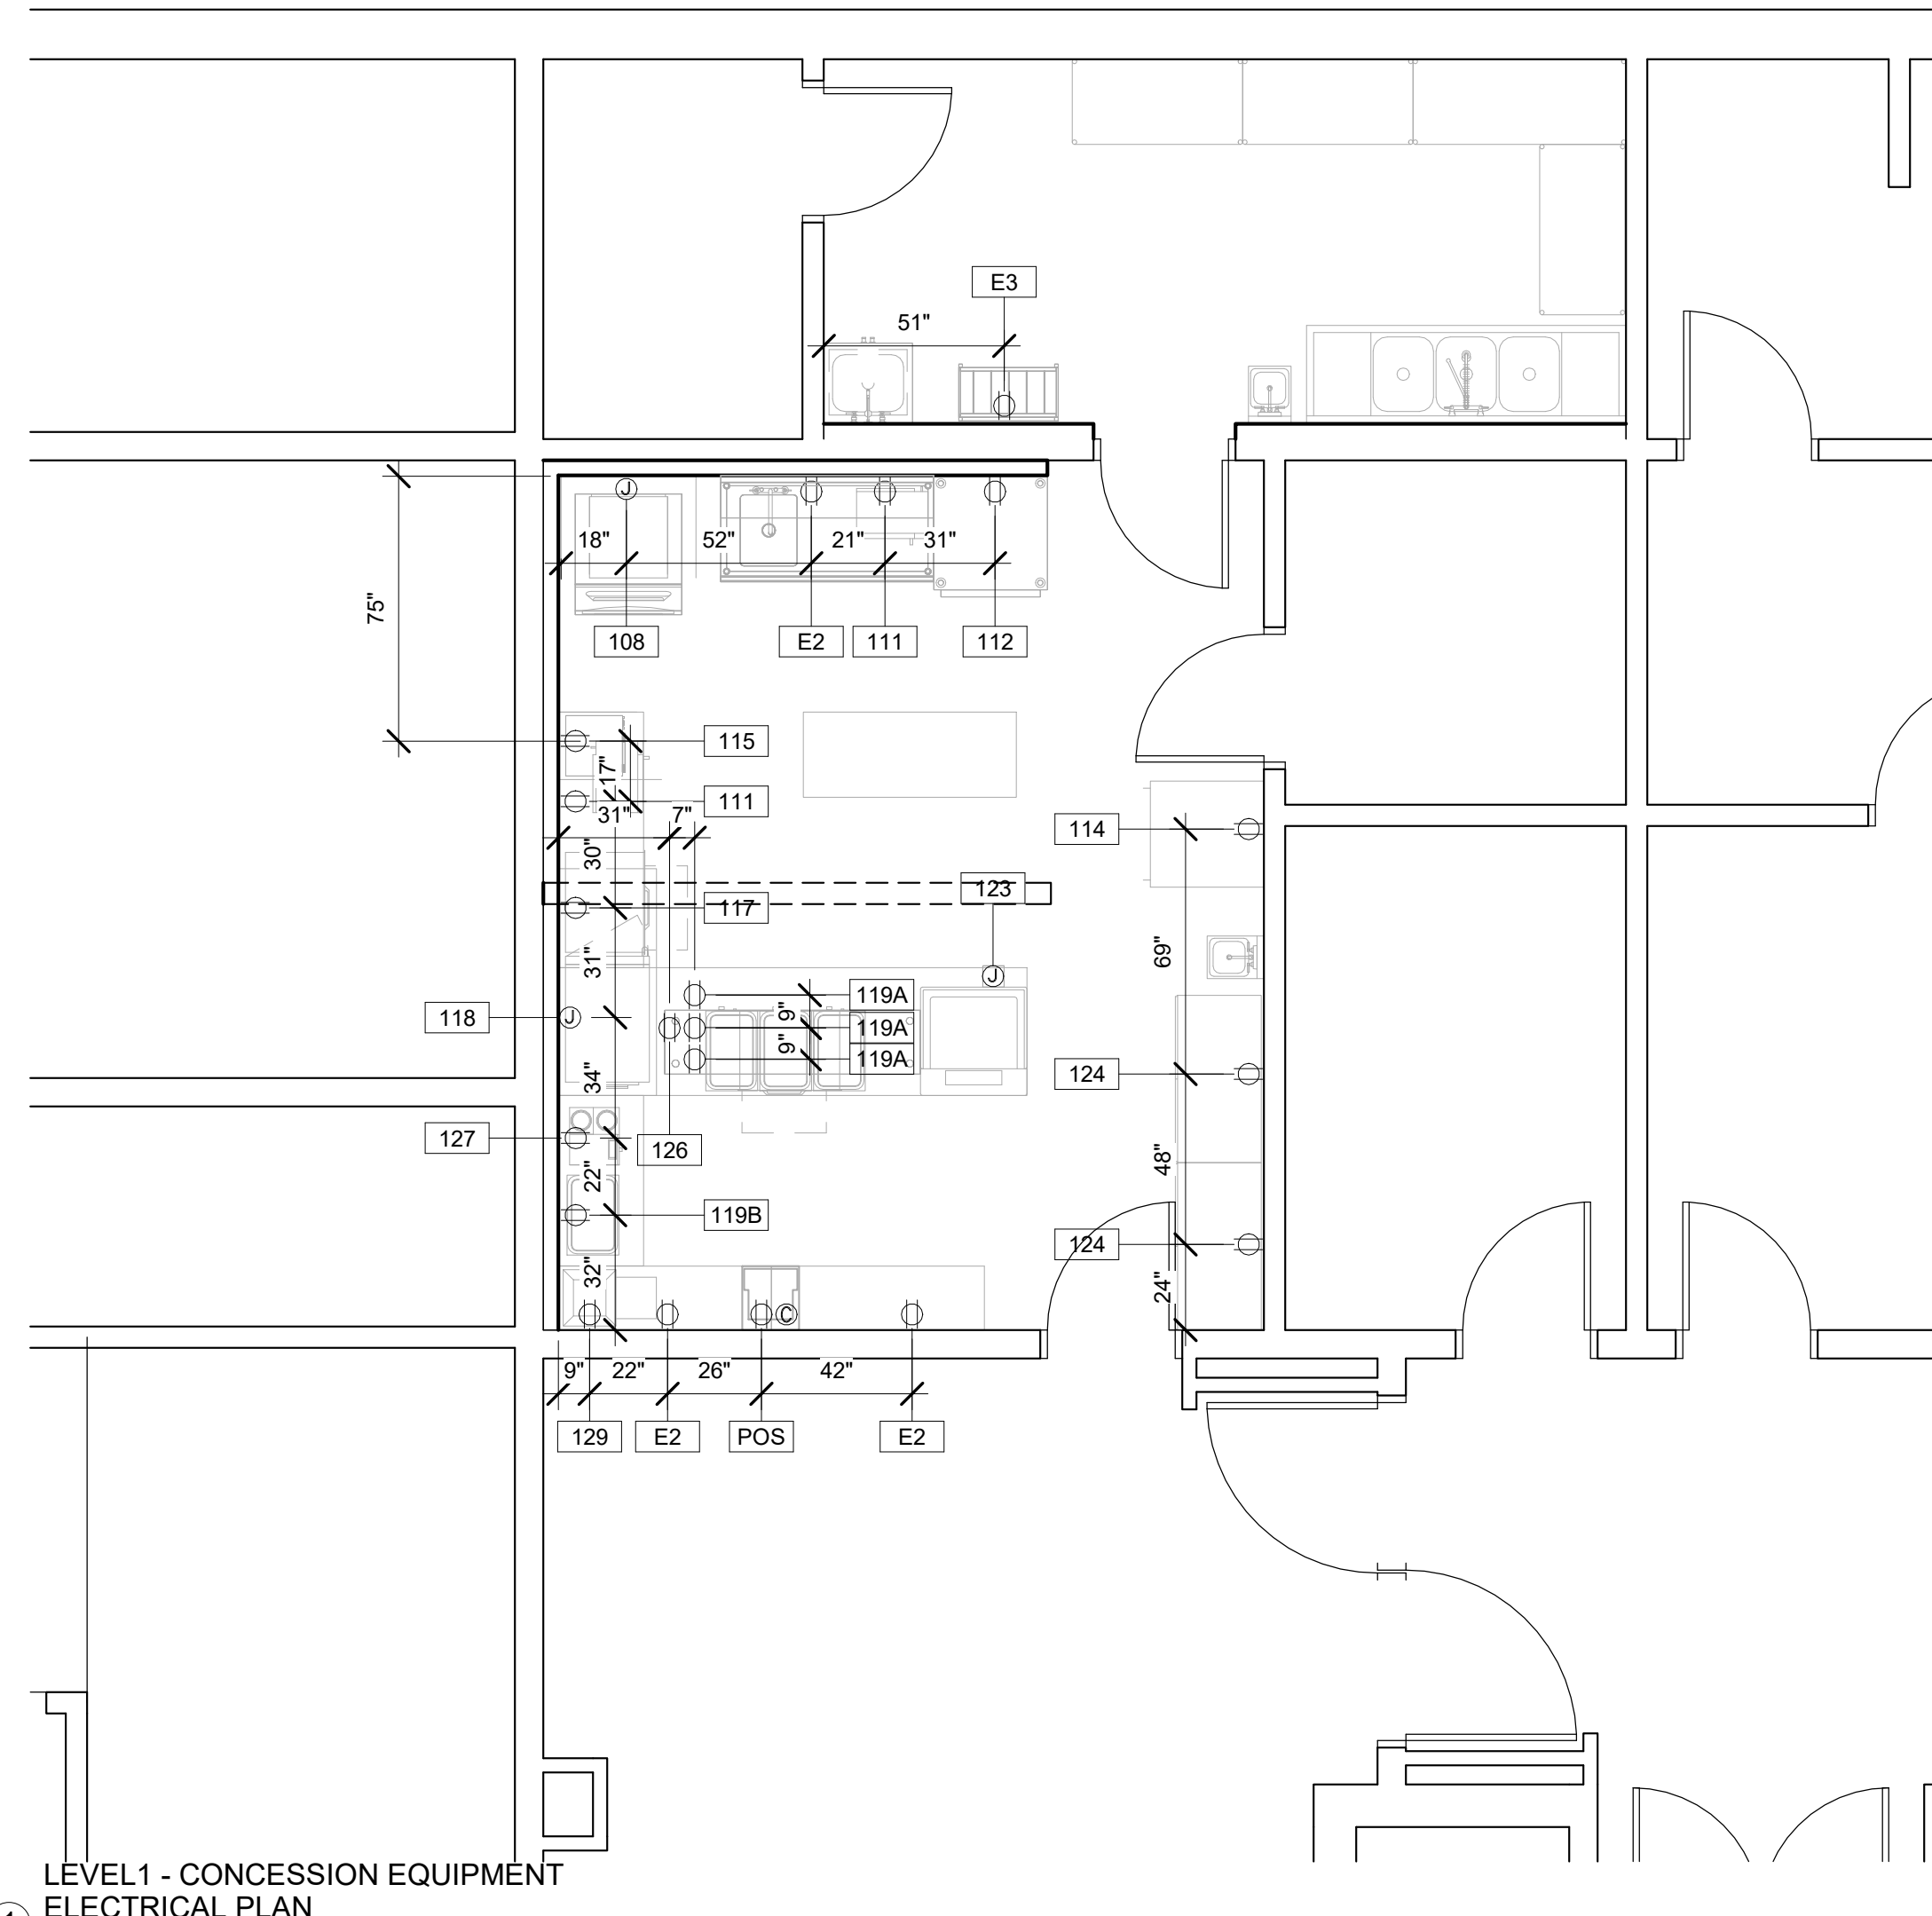 E3
51"
J
18"
52"
21"
31"
75"
108
E2
111
112
115
17"
111
31"
7"
114
30"
123
117
69"
31"
J
119A
9"
118
J
119A
9"
119A
34"
124
127
126
48"
22"
119B
124
32"
24"
C
9"
22"
26"
42"
129
E2
POS
E2
LEVEL1 - CONCESSION EQUIPMENT
ELECTRICAL PLAN